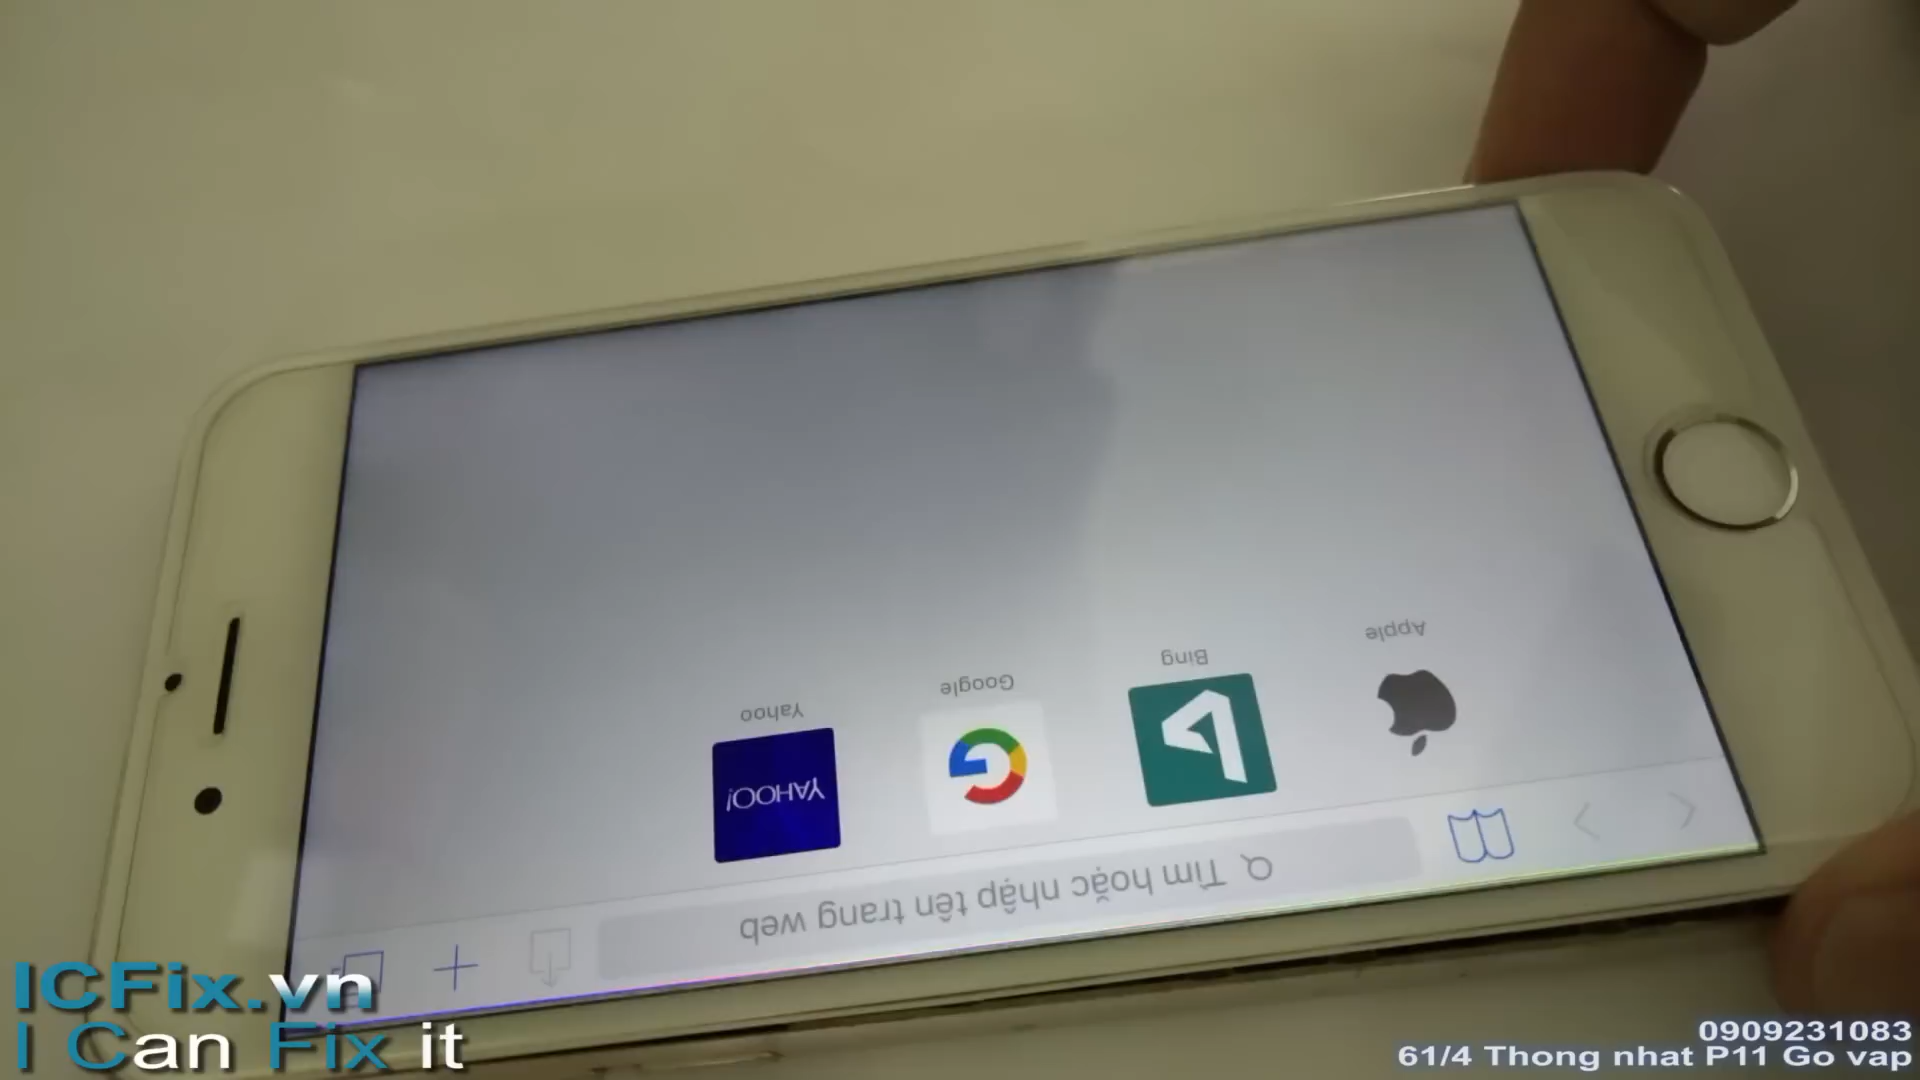 Tìm hoặc nhập tên trang web
Apple
Bing
Google
Yahoo
YAHOO!
ICFix.vn
I Can Fix it
0909231083
61/4 Thong nhat P11 Go vap